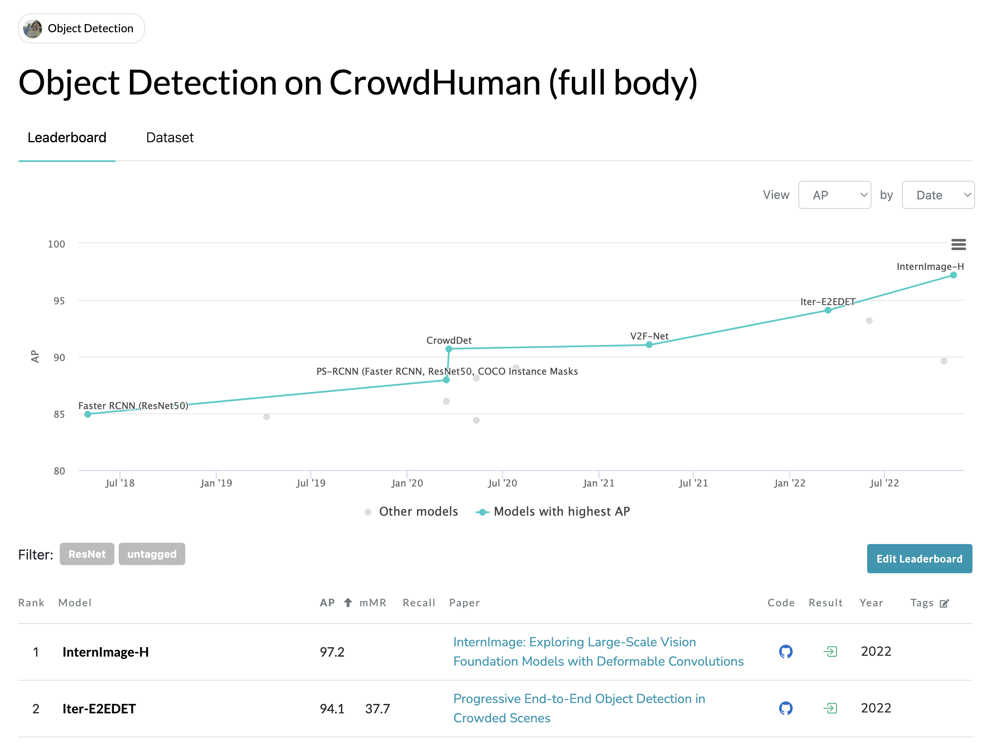 Object Detection
Object Detection on CrowdHuman (full body)
Leaderboard Dataset
View AP by Date
100
95
90
85
80
AP
InternImage-H
Iter-E2EDET
V2F-Net
CrowdDet
PS-RCNN (Faster RCNN, ResNet50, COCO Instance Masks
Faster RCNN (ResNet50)
Jul '18 Jan '19 Jul '19 Jan '20 Jul '20 Jan '21 Jul '21 Jan '22 Jul '22
Other models Models with highest AP
Filter: ResNet untagged Edit Leaderboard
Rank Model AP mMR Recall Paper Code Result Year Tags
1 InternImage-H 97.2 InternImage: Exploring Large-Scale Vision
Foundation Models with Deformable Convolutions 2022
2 Iter-E2EDET 94.1 37.7 Progressive End-to-End Object Detection in
Crowded Scenes 2022